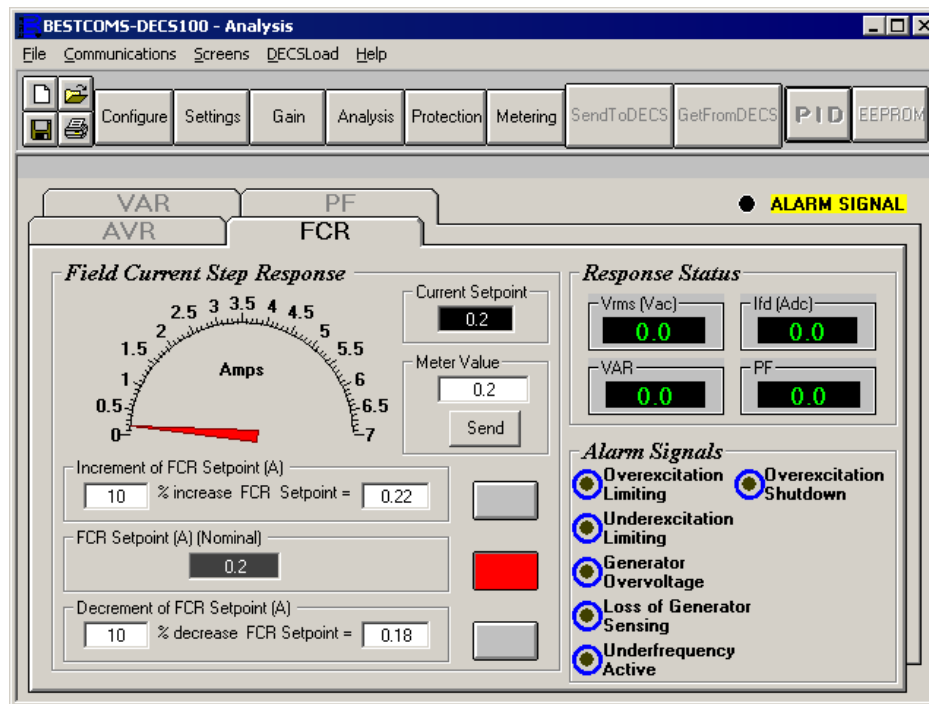 BESTCOMS-DECS100 - Analysis
File Communications Screens DECSLoad Help
Configure Settings Gain Analysis Protection Metering SendToDECS GetFromDECS PID EEPROM
VAR PF
ALARM SIGNAL
AVR FCR
Field Current Step Response
0 0.5 1 1.5 2 2.5 3 3.5 4 4.5 5 5.5 6 6.5 7
Amps
Current Setpoint
0.2
Meter Value
0.2
Send
Increment of FCR Setpoint (A)
10 % increase FCR Setpoint = 0.22
FCR Setpoint (A) (Nominal)
0.2
Decrement of FCR Setpoint (A)
10 % decrease FCR Setpoint = 0.18
Response Status
Vrms (Vac) Ifd (Adc)
0.0 0.0
VAR PF
0.0 0.0
Alarm Signals
Overexcitation
Limiting
Overexcitation
Shutdown
Underexcitation
Limiting
Generator
Overvoltage
Loss of Generator
Sensing
Underfrequency
Active